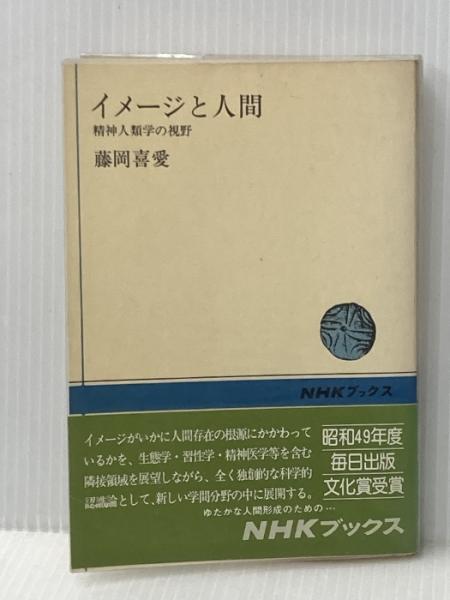 イメージと人間
精神人類学の視野
藤岡喜愛
NHKブックス
イメージがいかに人間存在の根源にかかわって
いるかを、生態学・習性学・精神医学等を含む
隣接領域を展望しながら、全く独創的な科学的
認識論として、新しい学問分野の中に展開する。
昭和49年度
毎日出版
文化賞受賞
ゆたかな人間形成のための…
NHKブックス